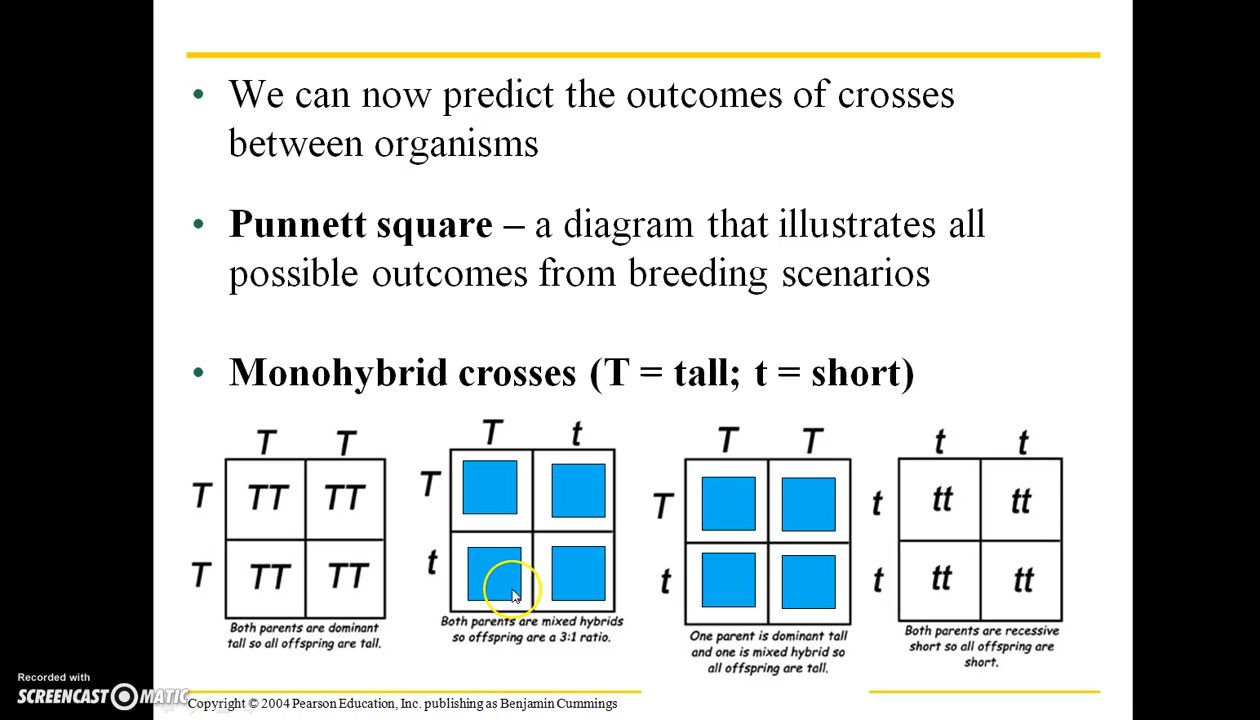 • We can now predict the outcomes of crosses
between organisms
• Punnett square – a diagram that illustrates all
possible outcomes from breeding scenarios
• Monohybrid crosses (T = tall; t = short)
T T
T TT TT
T TT TT
Both parents are dominant
tall so all offspring are tall.
T t
T
t
Both parents are mixed hybrids
so offspring are a 3:1 ratio.
T T
T
t
One parent is dominant tall
and one is mixed hybrid so
all offspring are tall.
t t
t tt tt
t tt tt
Both parents are recessive
short so all offspring are
short.
Recorded with
SCREENCAST MATIC
Copyright © 2004 Pearson Education, Inc. publishing as Benjamin Cummings